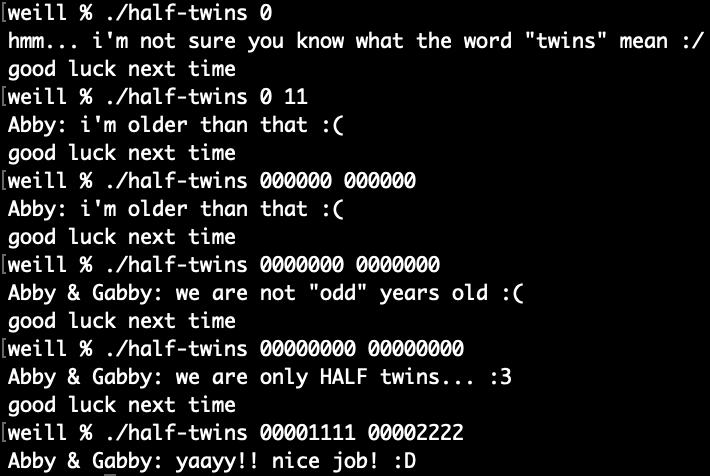 [weill % ./half-twins 0
hmm... i'm not sure you know what the word "twins" mean :/
good luck next time
[weill % ./half-twins 0 11
Abby: i'm older than that :(
good luck next time
[weill % ./half-twins 000000 000000
Abby: i'm older than that :(
good luck next time
[weill % ./half-twins 0000000 0000000
Abby & Gabby: we are not "odd" years old :(
good luck next time
[weill % ./half-twins 00000000 00000000
Abby & Gabby: we are only HALF twins... :3
good luck next time
[weill % ./half-twins 00001111 00002222
Abby & Gabby: yaayy!! nice job! :D